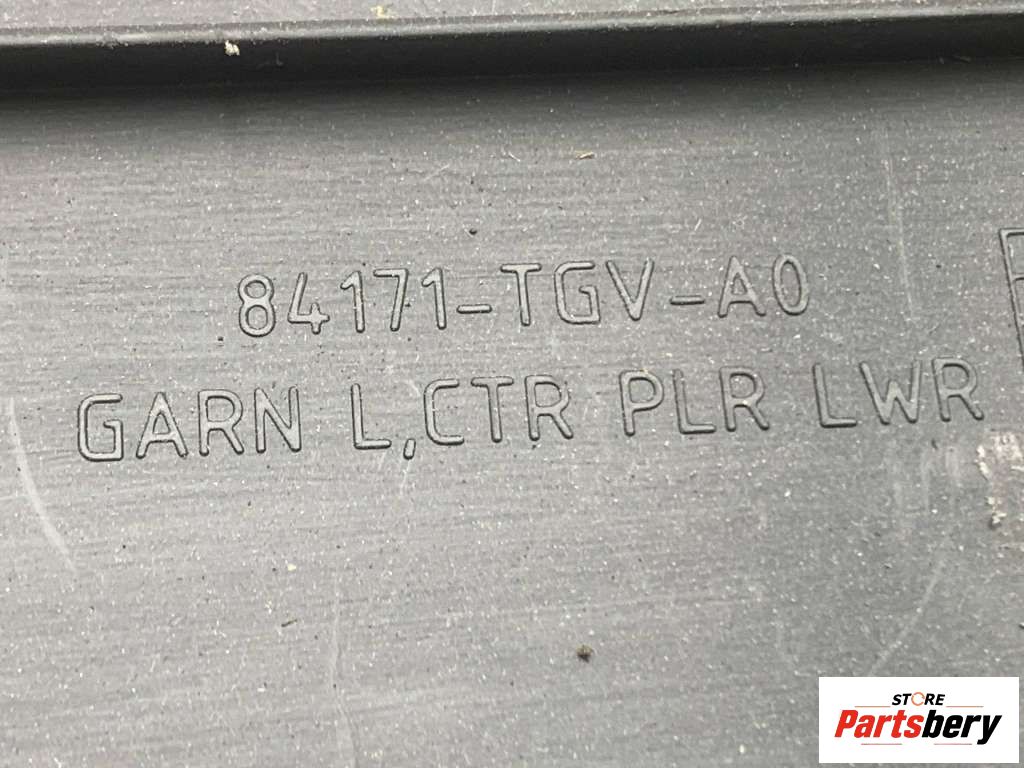 84171-TGV-A0
GARN L,CTR PLR LWR
STORE
Partsbery